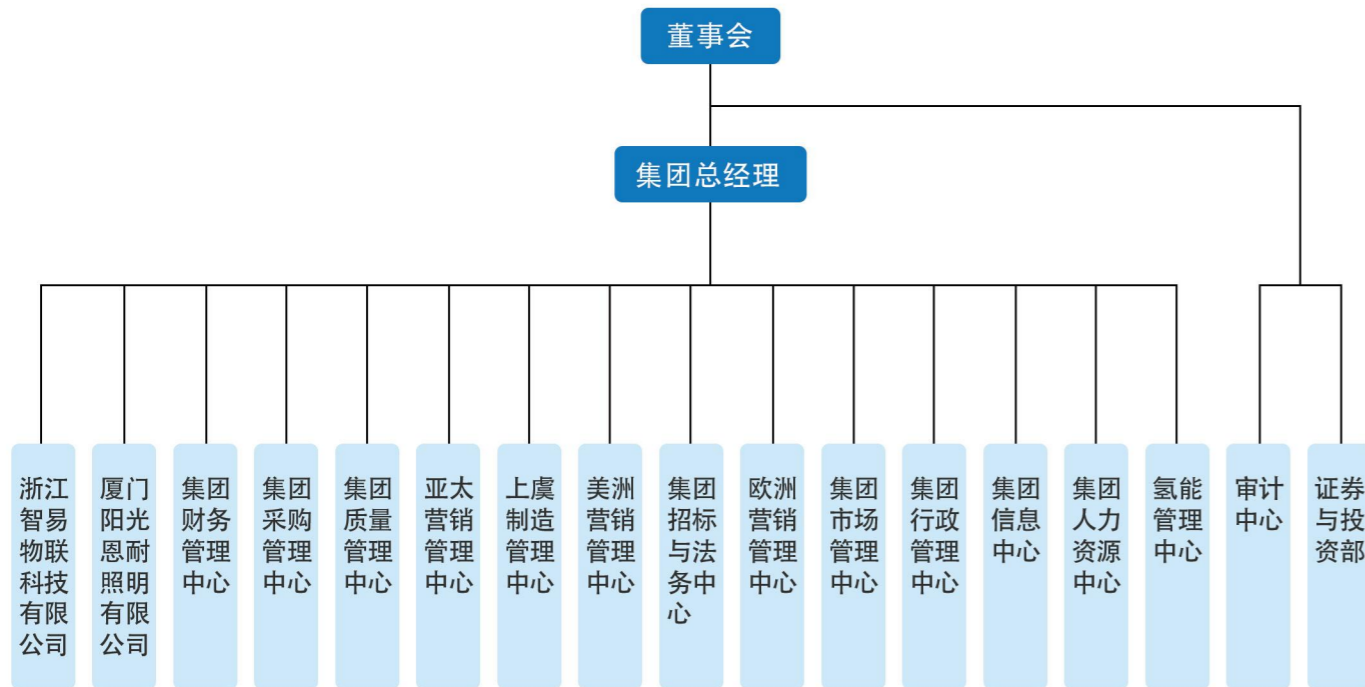 董事会
集团总经理
浙江
智易
物联
科技
有限
公司
厦门
阳光
恩耐
照明
有限
公司
集团
财务
管理
中心
集团
采购
管理
中心
集团
质量
管理
中心
亚太
营销
管理
中心
上虞
制造
管理
中心
美洲
营销
管理
中心
集团
招标
与法
务中
心
欧洲
营销
管理
中心
集团
市场
管理
中心
集团
行政
管理
中心
集团
信息
中心
集团
人力
资源
中心
氢能
管理
中心
审计
中心
证券
与投
资部